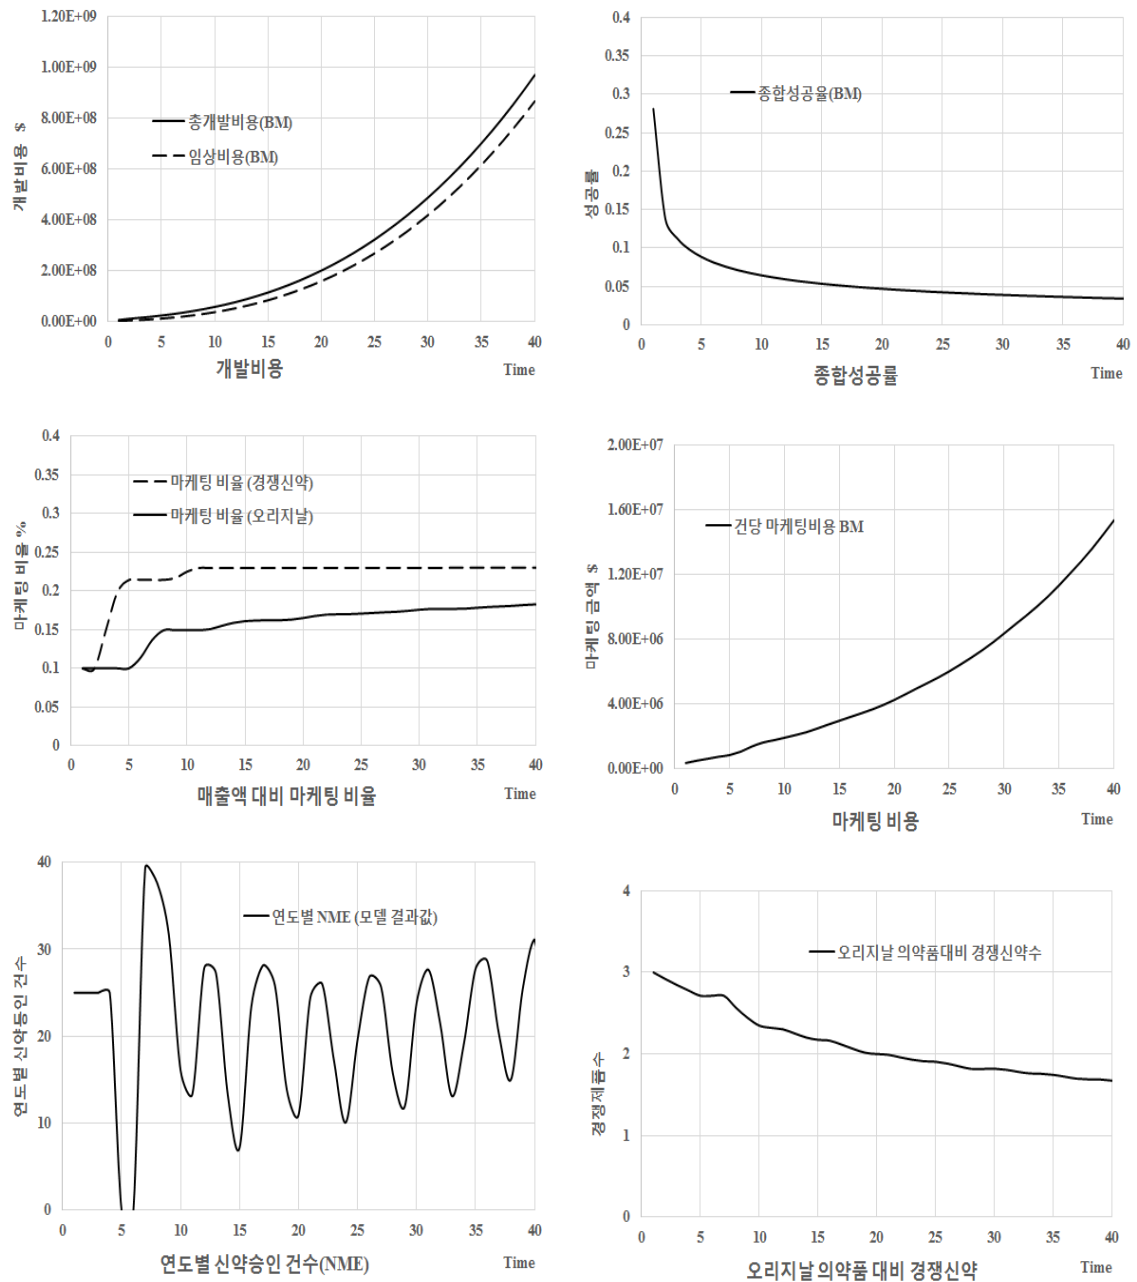 개발비용 $
1.20E+09
1.00E+09
8.00E+08
6.00E+08
4.00E+08
2.00E+08
0.00E+00
총개발비용(BM)
임상비용(BM)
0 5 10 15 20 25 30 35 40
개발비용 Time
성공률
0.4
0.35
0.3
0.25
0.2
0.15
0.1
0.05
0
종합성공율(BM)
0 5 10 15 20 25 30 35 40
종합성공률 Time
마케팅 비율 %
0.4
0.35
0.3
0.25
0.2
0.15
0.1
0.05
0
마케팅 비율 (경쟁신약)
마케팅 비율 (오리지날)
0 5 10 15 20 25 30 35 40
매출액 대비 마케팅 비율 Time
마케팅 금액 $
2.00E+07
1.60E+07
1.20E+07
8.00E+06
4.00E+06
0.00E+00
건당 마케팅비용 BM
0 5 10 15 20 25 30 35 40
마케팅 비용 Time
연도별 신약등인 건수
40
30
20
10
0
연도별 NME (모델 결과값)
0 5 10 15 20 25 30 35 40
연도별 신약승인 건수(NME) Time
경쟁제품수
4
3
2
1
0
오리지날 의약품대비 경쟁신약수
0 5 10 15 20 25 30 35 40
오리지날 의약품 대비 경쟁신약 Time